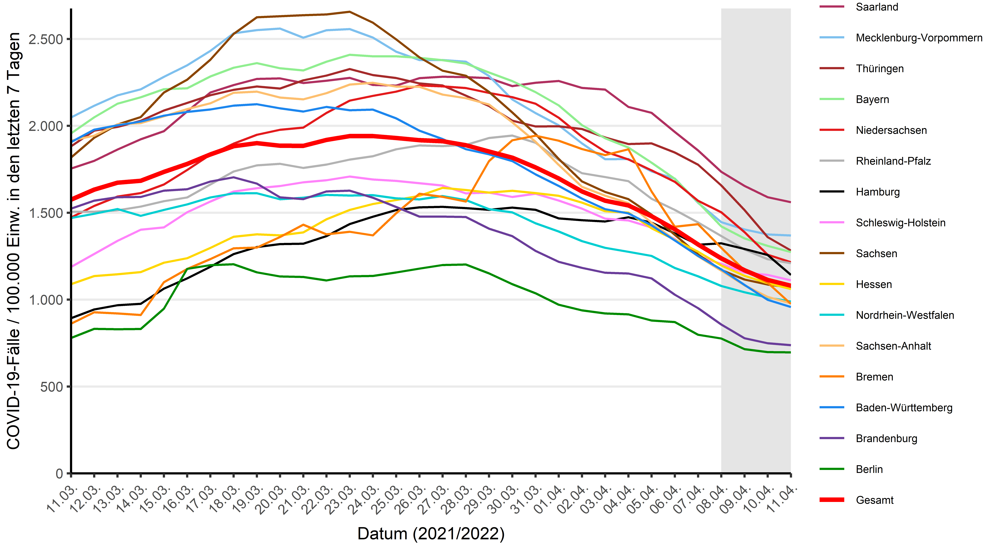 COVID-19-Fälle / 100.000 Einw. in den letzten 7 Tagen
2.500
2.000
1.500
1.000
500
0
11.03.
12.03.
13.03.
14.03.
15.03.
16.03.
17.03.
18.03.
19.03.
20.03.
21.03.
22.03.
23.03.
24.03.
25.03.
26.03.
27.03.
28.03.
29.03.
30.03.
31.03.
01.04.
02.04.
03.04.
04.04.
05.04.
06.04.
07.04.
08.04.
09.04.
10.04.
11.04.
Datum (2021/2022)
Saarland
Mecklenburg-Vorpommern
Thüringen
Bayern
Niedersachsen
Rheinland-Pfalz
Hamburg
Schleswig-Holstein
Sachsen
Hessen
Nordrhein-Westfalen
Sachsen-Anhalt
Bremen
Baden-Württemberg
Brandenburg
Berlin
Gesamt